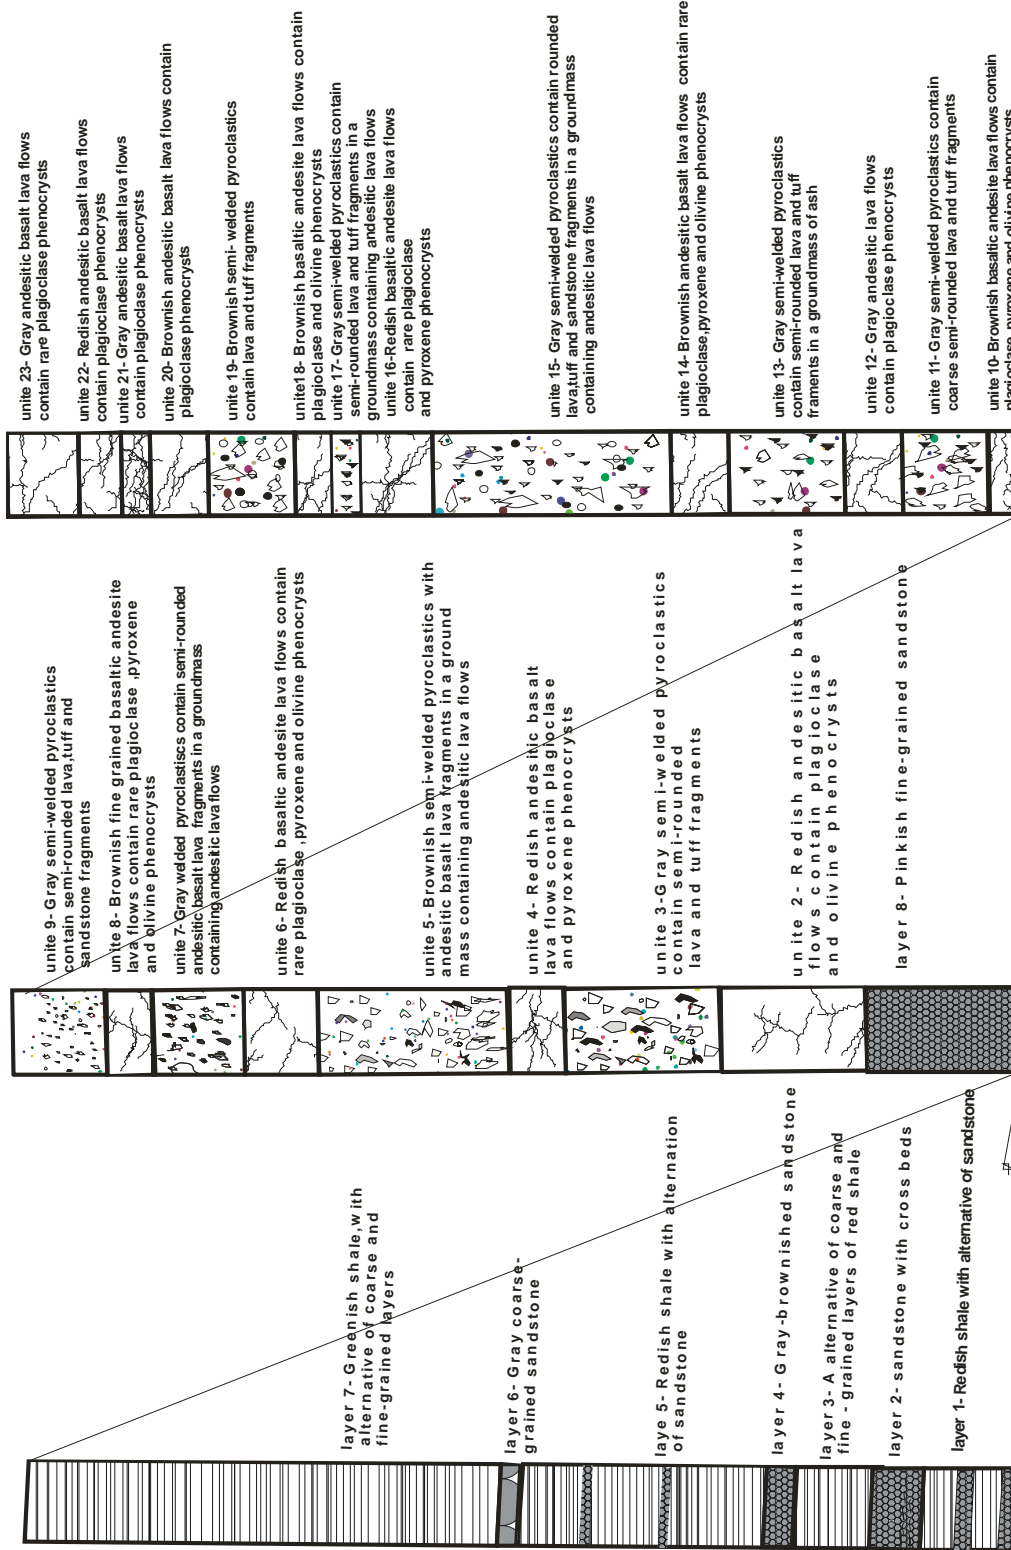 unite 23- Gray andesitic basalt lava flows
contain rare plagioclase phenocrysts
unite 22- Redish andesitic basalt lava flows
contain plagioclase phenocrysts
unite 21- Gray andesitic basalt lava flows
contain plagioclase phenocrysts
unite 20- Brownish andesitic basalt lava flows contain
plagioclase phenocrysts
unite 19- Brownish semi- welded pyroclastics
contain lava and tuff fragments
unite18- Brownish basaltic andesite lava flows contain
plagioclase and olivine phenocrysts
unite 17- Gray semi-welded pyroclastics contain
semi-rounded lava and tuff fragments in a
groundmass containing andesitic lava flows
unite 16-Redish basaltic andesite lava flows
contain rare plagioclase
and pyroxene phenocrysts
unite 15- Gray semi-welded pyroclastics contain rounded
lava,tuff and sandstone fragments in a groundmass
containing andesitic lava flows
unite 14- Brownish andesitic basalt lava flows contain rare
plagioclase,pyroxene and olivine phenocrysts
unite 13- Gray semi-welded pyroclastics
contain semi-rounded lava and tuff
framents in a groundmass of ash
unite 12- Gray andesitic lava flows
contain plagioclase phenocrysts
unite 11- Gray semi-welded pyroclastics contain
coarse semi-rounded lava and tuff fragments
unite 10- Brownish basaltic andesite lava flows contain
plagioclase,pyroxene and olivine phenocrysts
unite 9- Gray semi-welded pyroclastics
contain semi-rounded lava,tuff and
sandstone fragments
unite 8- Brownish fine grained basaltic andesite
lava flows contain rare plagioclase ,pyroxene
and olivine phenocrysts
unite 7-Gray welded pyroclastiscs contain semi-rounded
andesitic basalt lava fragments in a groundmass
containing andesitic lava flows
unite 6- Redish basaltic andesite lava flows contain
rare plagioclase ,pyroxene and olivine phenocrysts
unite 5- Brownish semi-welded pyroclastics with
andesitic basalt lava fragments in a ground
mass containing andesitic lava flows
unite 4- Redish andesitic basalt
lava flows contain plagioclase
and pyroxene phenocrysts
unite 3-Gray semi-welded pyroclastics
contain semi-rounded
lava and tuff fragments
unite 2- Redish andesitic basalt lava
flows contain plagioclase
and olivine phenocrysts
layer 8- Pinkish fine-grained sandstone
layer 7- Greenish shale,with
alternative of coarse and
fine-grained layers
layer 6- Gray coarse-
grained sandstone
laye 5- Redish shale with alternation
of sandstone
layer 4- Gray-brownished sandstone
layer 3- A alternative of coarse and
fine - grained layers of red shale
layer 2- sandstone with cross beds
layer 1- Redish shale with alternative of sandstone